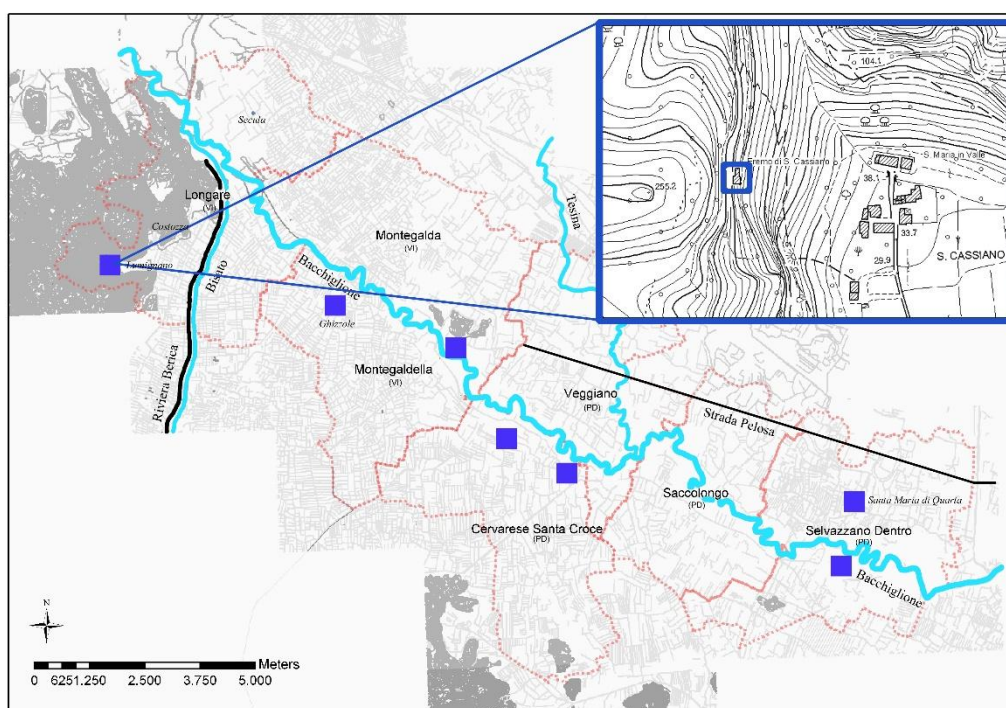 Secula
Longare
(VI)
Costozza
Lumignano
Bisato
Riviera Berica
Montegalda
(VI)
Bacchiglione
Ghizzole
Montegaldella
(VI)
Tesina
Veggiano
(PD)
Strada Pelosa
Cervarese Santa Croce
(PD)
Saccolongo
(PD)
Santa Maria di Quarta
Selvazzano Dentro
(PD)
Bacchiglione
164.1
Eremo di S. Cassiano
S. Maria in Valle
255.2
38.1
33.7
29.9
S. CASSIANO
N
Meters
0 6251.250 2.500 3.750 5.000